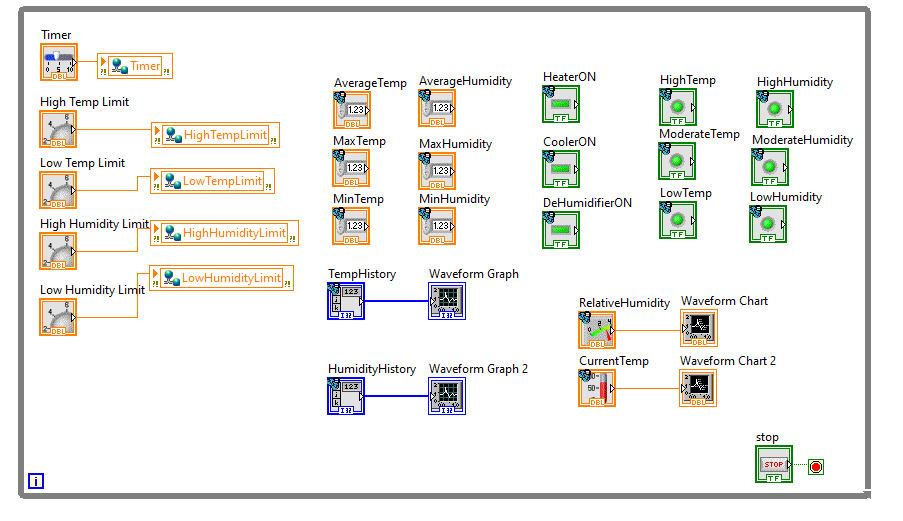 Timer
Timer
High Temp Limit
HighTempLimit
Low Temp Limit
LowTempLimit
High Humidity Limit
HighHumidityLimit
Low Humidity Limit
LowHumidityLimit
AverageTemp
AverageHumidity
MaxTemp
MaxHumidity
MinTemp
MinHumidity
HeaterON
CoolerON
DeHumidifierON
HighTemp
HighHumidity
ModerateTemp
ModerateHumidity
LowTemp
LowHumidity
TempHistory
Waveform Graph
HumidityHistory
Waveform Graph 2
RelativeHumidity
Waveform Chart
CurrentTemp
Waveform Chart 2
stop
STOP
TF
i